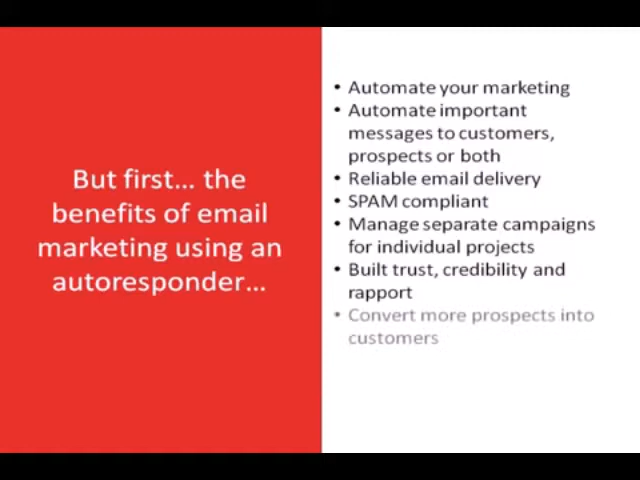 But first... the
benefits of email
marketing using an
autoresponder...
• Automate your marketing
• Automate important
messages to customers,
prospects or both
• Reliable email delivery
• SPAM compliant
• Manage separate campaigns
for individual projects
• Built trust, credibility and
rapport
• Convert more prospects into
customers